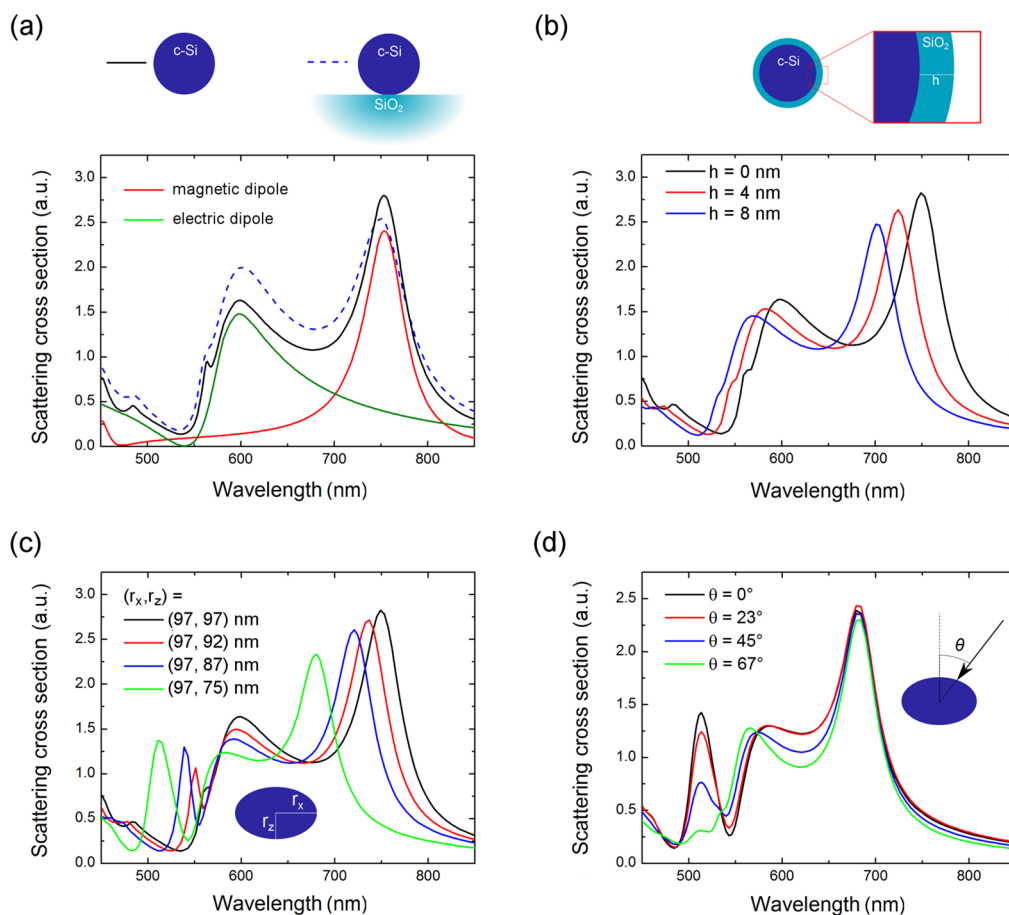 (a)
c-Si
c-Si
SiO₂
magnetic dipole
electric dipole
3.0
2.5
2.0
1.5
1.0
0.5
0.0
Scattering cross section (a.u.)
500 600 700 800
Wavelength (nm)
(b)
c-Si
SiO₂
h
h = 0 nm
h = 4 nm
h = 8 nm
3.0
2.5
2.0
1.5
1.0
0.5
0.0
Scattering cross section (a.u.)
500 600 700 800
Wavelength (nm)
(c)
(rₓ,r_z) =
(97, 97) nm
(97, 92) nm
(97, 87) nm
(97, 75) nm
rₓ
r_z
3.0
2.5
2.0
1.5
1.0
0.5
0.0
Scattering cross section (a.u.)
500 600 700 800
Wavelength (nm)
(d)
θ = 0°
θ = 23°
θ = 45°
θ = 67°
θ
2.5
2.0
1.5
1.0
0.5
0.0
Scattering cross section (a.u.)
500 600 700 800
Wavelength (nm)